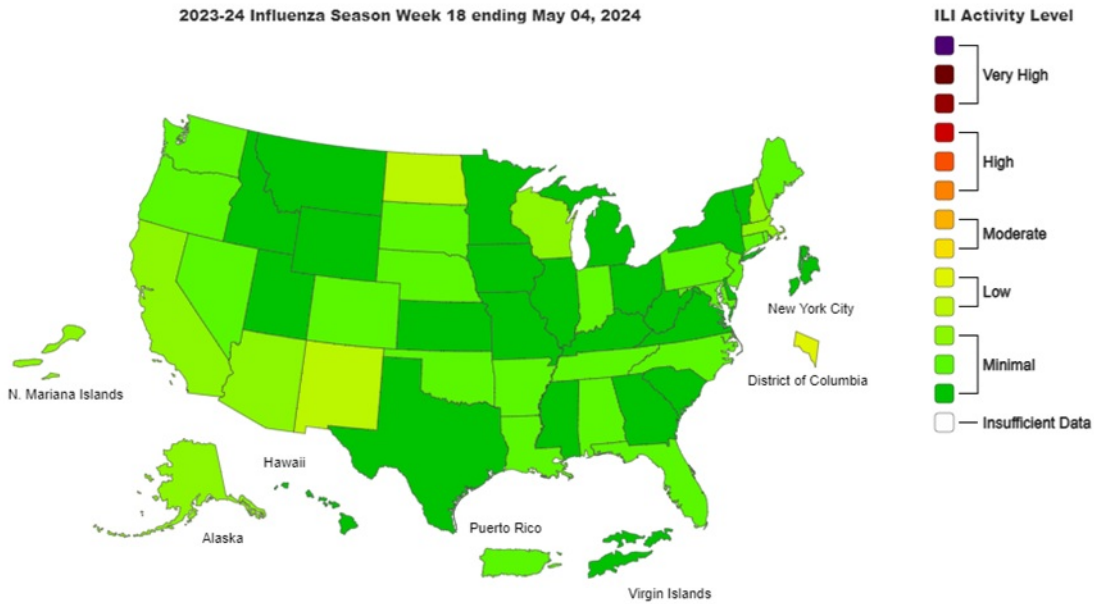 2023-24 Influenza Season Week 18 ending May 04, 2024
ILI Activity Level
Very High
High
Moderate
Low
Minimal
Insufficient Data
New York City
District of Columbia
N. Mariana Islands
Hawaii
Alaska
Puerto Rico
Virgin Islands